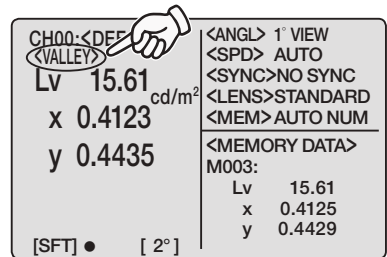 CH00:<DEF
<VALLEY>
Lv 15.61 cd/m²
x 0.4123
y 0.4435
[SFT] ● [ 2° ]
<ANGL> 1° VIEW
<SPD> AUTO
<SYNC>NO SYNC
<LENS>STANDARD
<MEM> AUTO NUM
<MEMORY DATA>
M003:
Lv 15.61
x 0.4125
y 0.4429